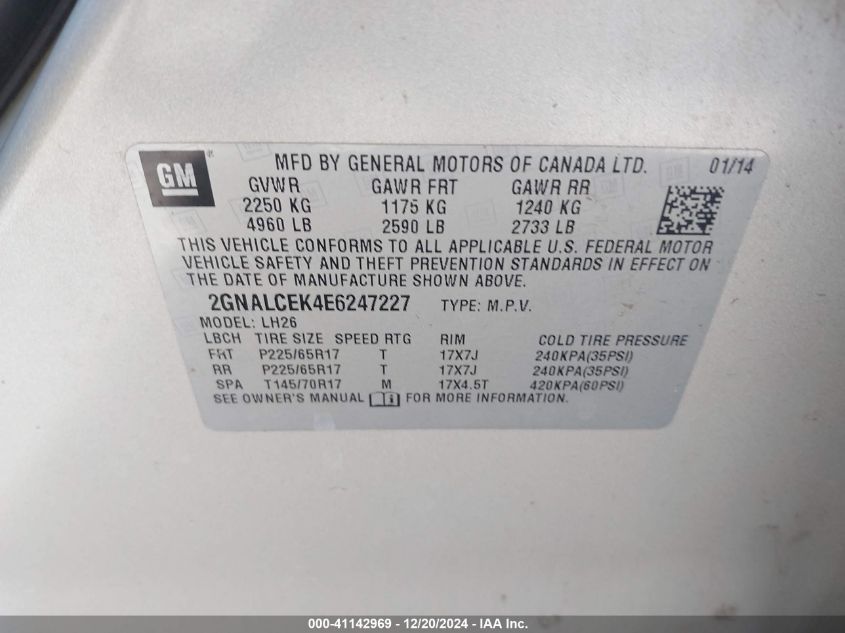 GM ® MFD BY GENERAL MOTORS OF CANADA LTD. 01/14
GVWR GAWR FRT GAWR RR
2250 KG 1175 KG 1240 KG
4960 LB 2590 LB 2733 LB
THIS VEHICLE CONFORMS TO ALL APPLICABLE U.S. FEDERAL MOTOR
VEHICLE SAFETY AND THEFT PREVENTION STANDARDS IN EFFECT ON
THE DATE OF MANUFACTURE SHOWN ABOVE.
2GNALCEK4E6247227 TYPE: M.P.V.
MODEL: LH26
LBCH TIRE SIZE SPEED RTG RIM COLD TIRE PRESSURE
FRT P225/65R17 T 17X7J 240KPA(35PSI)
RR P225/65R17 T 17X7J 240KPA(35PSI)
SPA T145/70R17 M 17X4.5T 420KPA(60PSI)
SEE OWNER'S MANUAL FOR MORE INFORMATION.
000-41142969 - 12/20/2024 - IAA Inc.